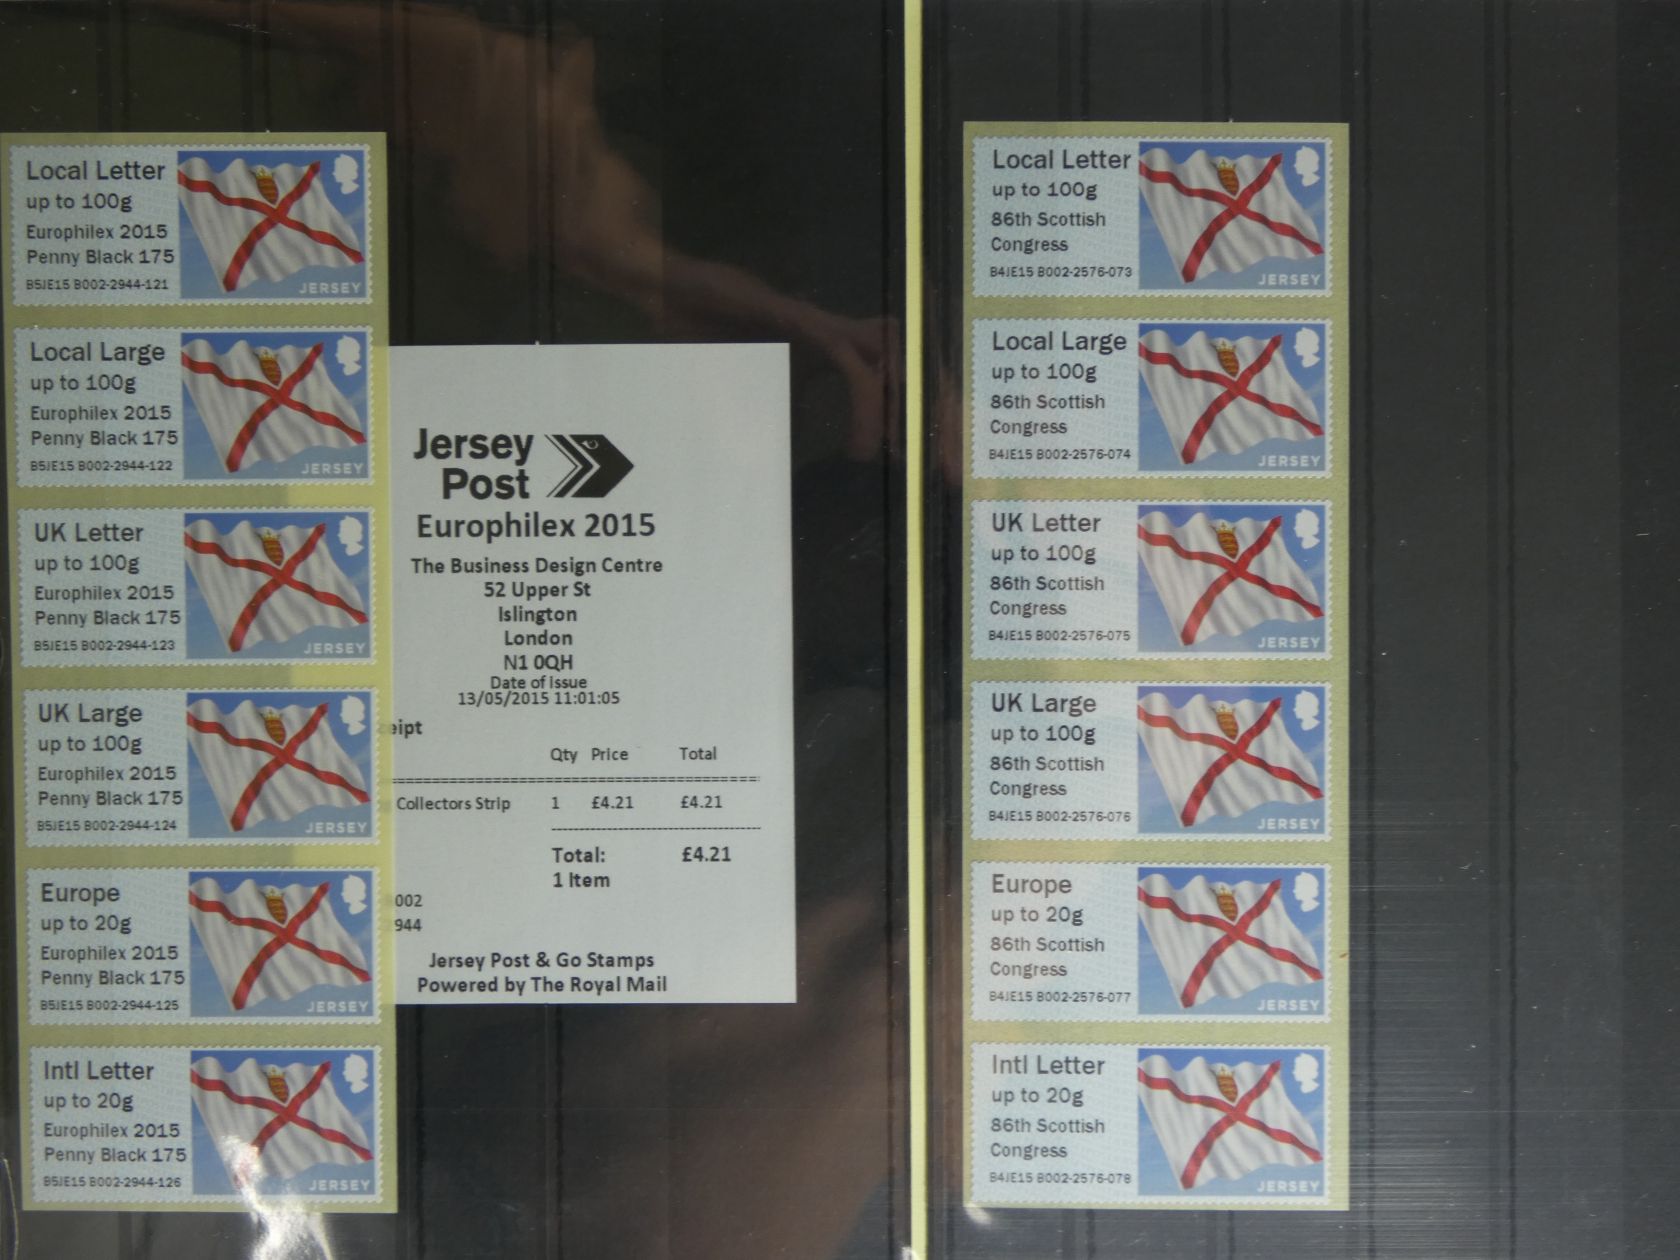 Local Letter
up to 100g
Europhilex 2015
Penny Black 175
B5JE15 B002-2944-121
JERSEY
Local Large
up to 100g
Europhilex 2015
Penny Black 175
B5JE15 B002-2944-122
JERSEY
UK Letter
up to 100g
Europhilex 2015
Penny Black 175
B5JE15 B002-2944-123
JERSEY
UK Large
up to 100g
Europhilex 2015
Penny Black 175
B5JE15 B002-2944-124
JERSEY
Europe
up to 20g
Europhilex 2015
Penny Black 175
B5JE15 B002-2944-125
JERSEY
Intl Letter
up to 20g
Europhilex 2015
Penny Black 175
B5JE15 B002-2944-126
JERSEY
Jersey
Post
Europhilex 2015
The Business Design Centre
52 Upper St
Islington
London
N1 0QH
Date of Issue
13/05/2015 11:01:05
eipt
Qty Price Total
Collectors Strip 1 £4.21 £4.21
Total: £4.21
1 Item
002
944
Jersey Post & Go Stamps
Powered by The Royal Mail
Local Letter
up to 100g
86th Scottish
Congress
B4JE15 B002-2576-073
JERSEY
Local Large
up to 100g
86th Scottish
Congress
B4JE15 B002-2576-074
JERSEY
UK Letter
up to 100g
86th Scottish
Congress
B4JE15 B002-2576-075
JERSEY
UK Large
up to 100g
86th Scottish
Congress
B4JE15 B002-2576-076
JERSEY
Europe
up to 20g
86th Scottish
Congress
B4JE15 B002-2576-077
JERSEY
Intl Letter
up to 20g
86th Scottish
Congress
B4JE15 B002-2576-078
JERSEY